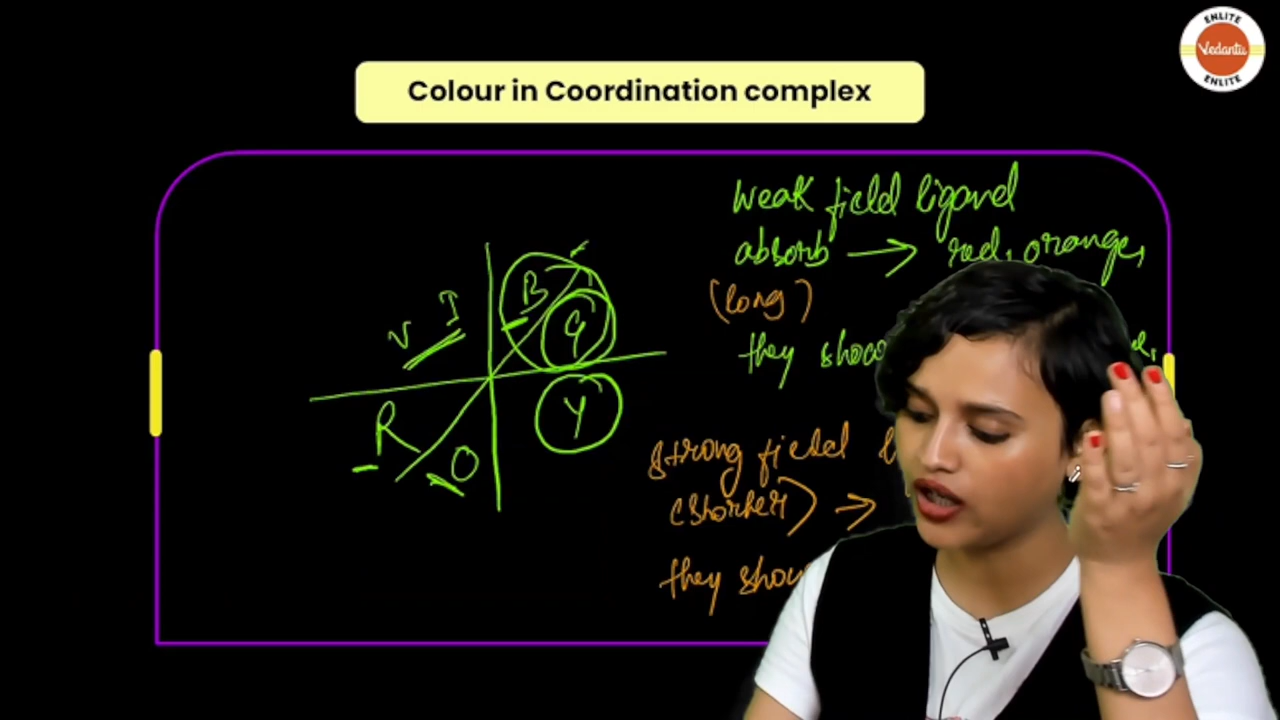 ENLITE
Vedantu
ENLITE
Colour in Coordination complex
Weak field ligand
absorb → red, orange,
(long)
they show
strong field
(Shorter) →
they show
V I
B
G
R
O
Y